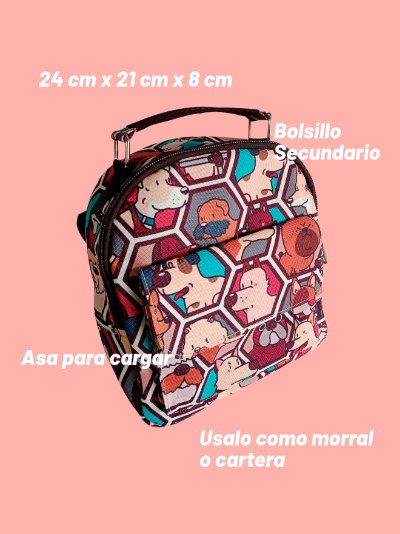 24 cm x 21 cm x 8 cm
Bolsillo
Secundario
Asa para cargar
Usalo como morral
o cartera